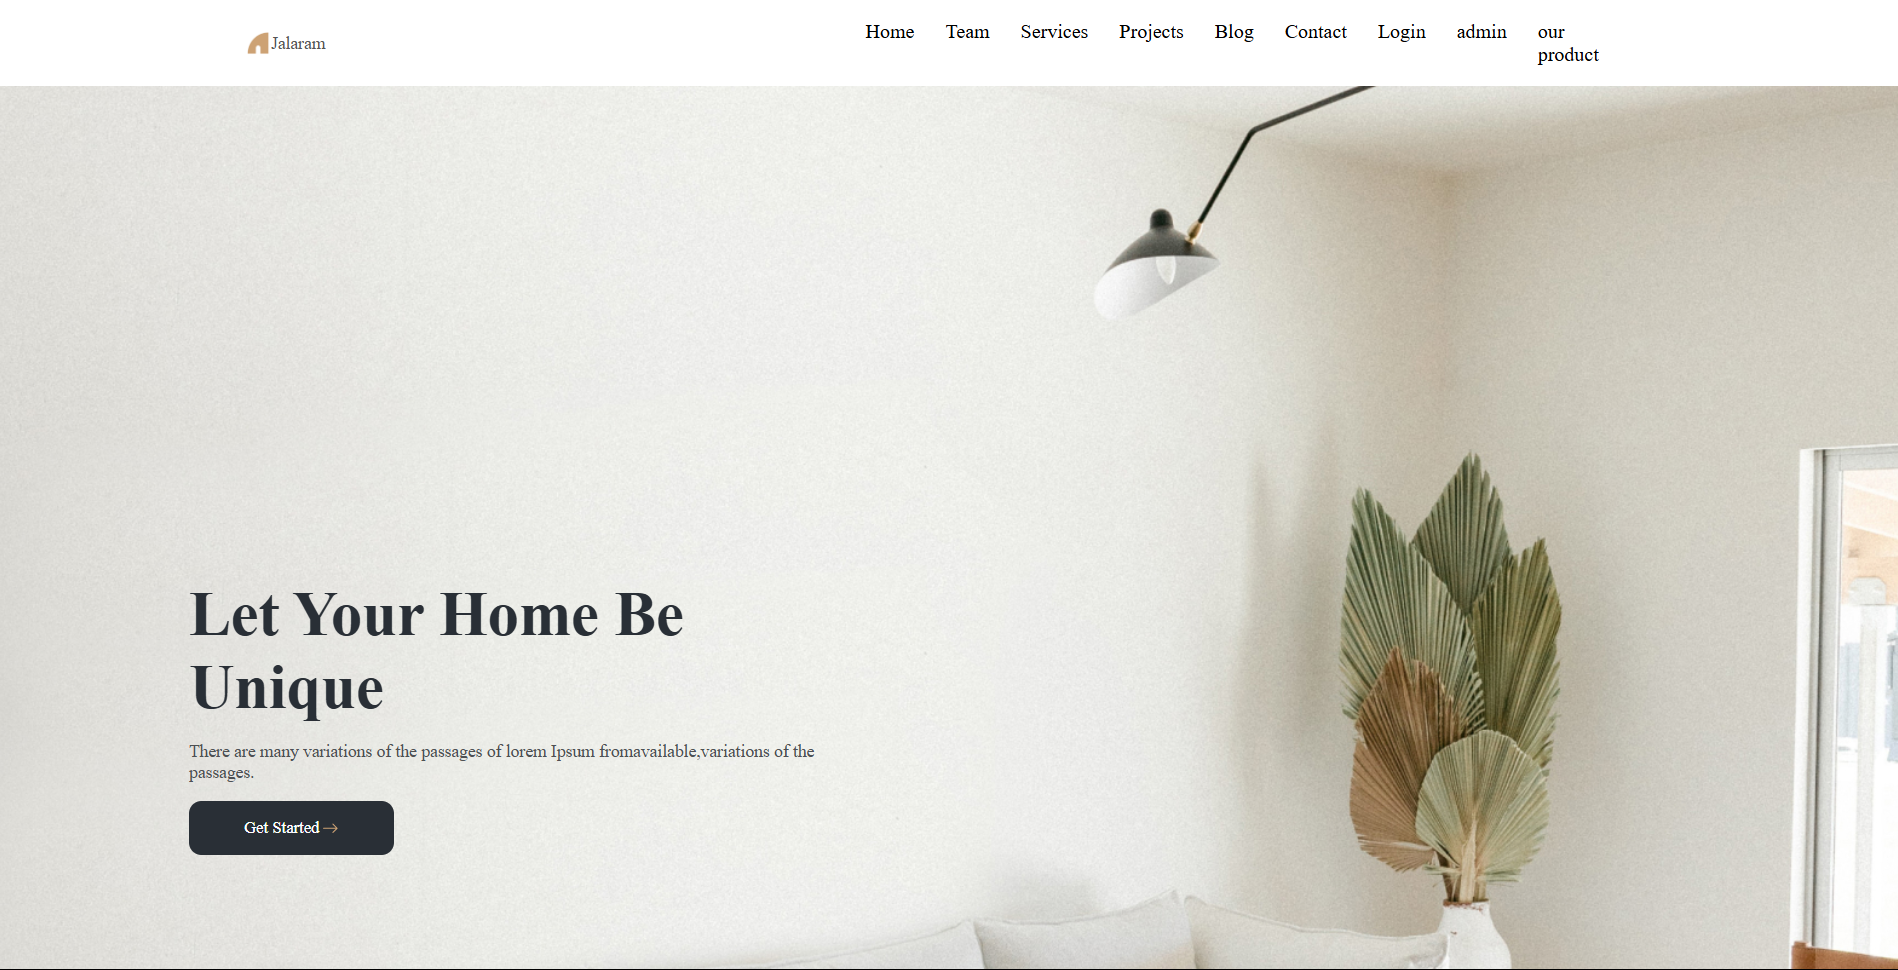 Jalaram
Home Team Services Projects Blog Contact Login admin our
product
Let Your Home Be
Unique
There are many variations of the passages of lorem Ipsum fromavailable,variations of the
passages.
Get Started